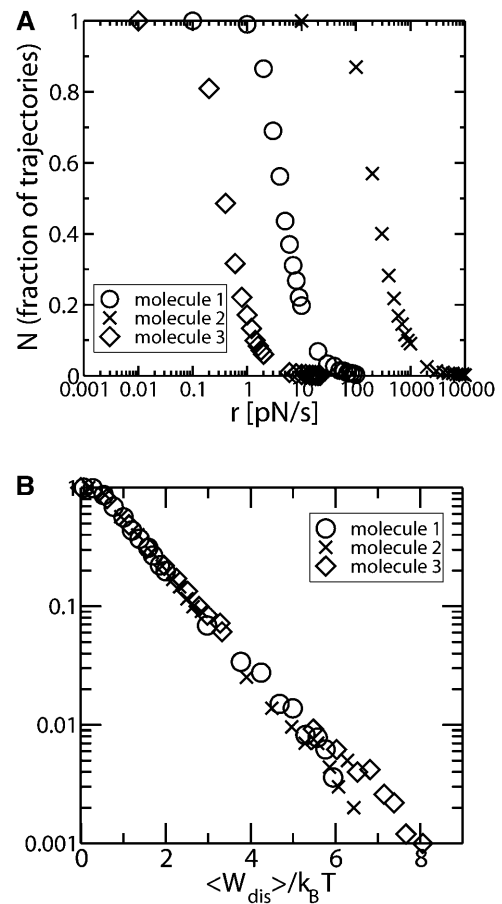 A
N (fraction of trajectories)
1
0.8
0.6
0.4
0.2
0
molecule 1
molecule 2
molecule 3
0.001 0.01 0.1 1 10 100 1000 10000
r [pN/s]
B
1
0.1
0.01
0.001
molecule 1
molecule 2
molecule 3
0 2 4 6 8
<W_dis>/k_BT